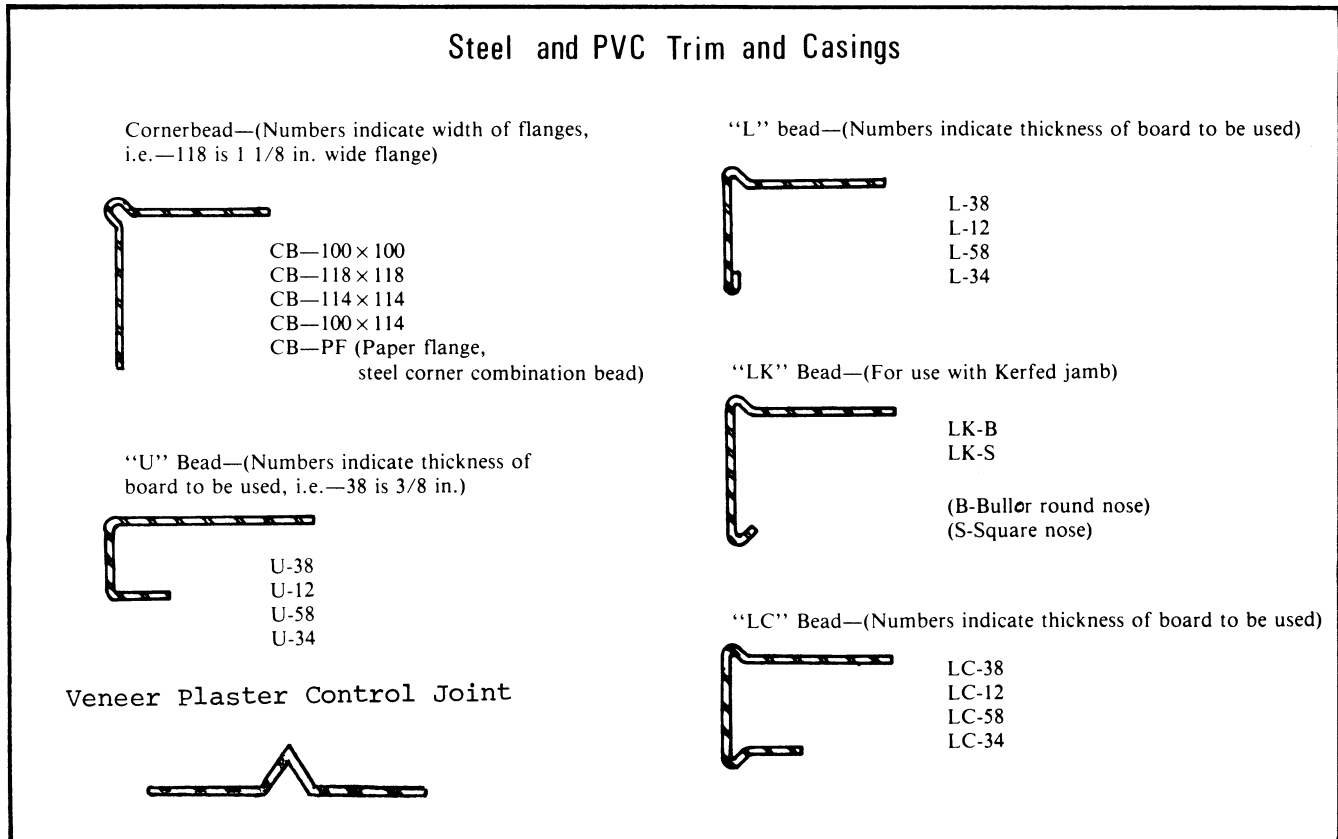 Steel and PVC Trim and Casings
Cornerbead—(Numbers indicate width of flanges,
i.e.—118 is 1 1/8 in. wide flange)
CB—100 × 100
CB—118 × 118
CB—114 × 114
CB—100 × 114
CB—PF (Paper flange,
steel corner combination bead)
“U” Bead—(Numbers indicate thickness of
board to be used, i.e.—38 is 3/8 in.)
U-38
U-12
U-58
U-34
Veneer Plaster Control Joint
“L” bead—(Numbers indicate thickness of board to be used)
L-38
L-12
L-58
L-34
“LK” Bead—(For use with Kerfed jamb)
LK-B
LK-S
(B-Bullor round nose)
(S-Square nose)
“LC” Bead—(Numbers indicate thickness of board to be used)
LC-38
LC-12
LC-58
LC-34